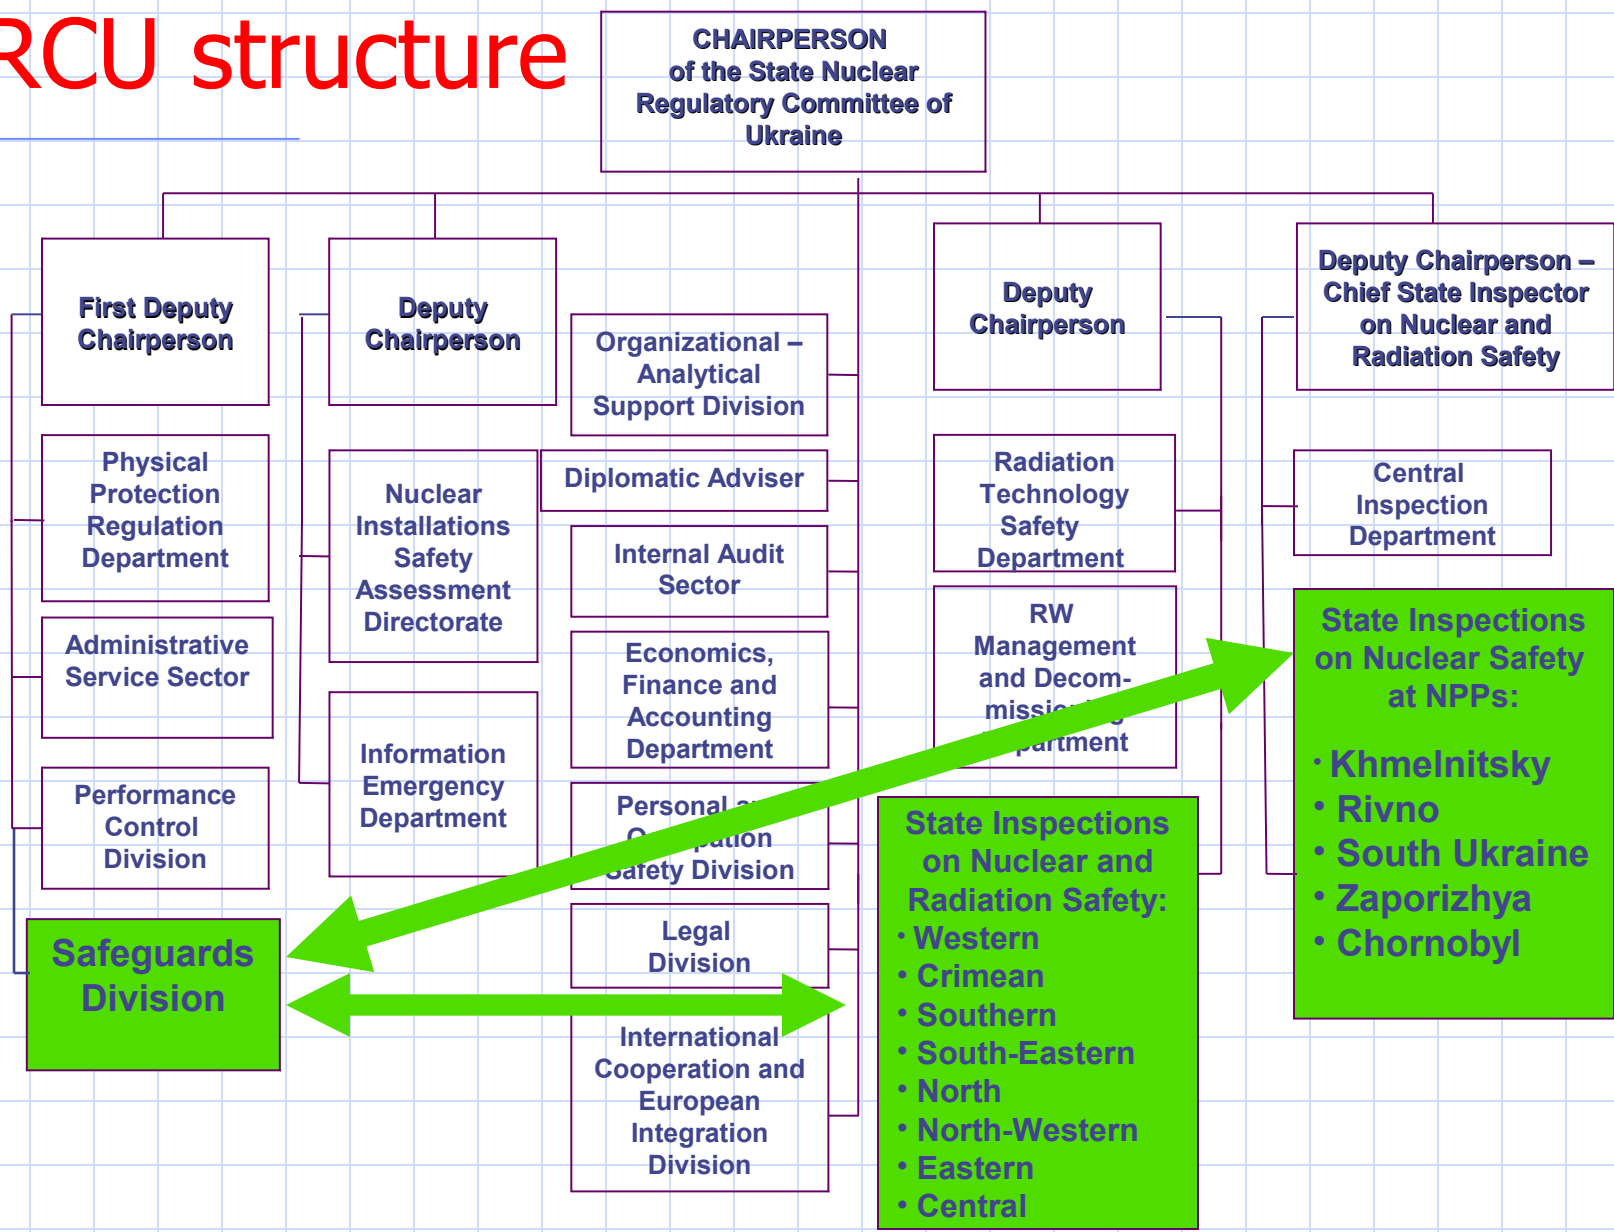 RCU structure
CHAIRPERSON
of the State Nuclear
Regulatory Committee of
Ukraine
First Deputy
Chairperson
Deputy
Chairperson
Deputy
Chairperson
Deputy Chairperson –
Chief State Inspector
on Nuclear and
Radiation Safety
Physical
Protection
Regulation
Department
Administrative
Service Sector
Performance
Control
Division
Safeguards
Division
Nuclear
Installations
Safety
Assessment
Directorate
Information
Emergency
Department
Organizational –
Analytical
Support Division
Diplomatic Adviser
Internal Audit
Sector
Economics,
Finance and
Accounting
Department
Personal
Safety Division
Legal
Division
International
Cooperation and
European
Integration
Division
Radiation
Technology
Safety
Department
RW
Management
and Decom-
State Inspections
on Nuclear and
Radiation Safety:
• Western
• Crimean
• Southern
• South-Eastern
• North
• North-Western
• Eastern
• Central
Central
Inspection
Department
State Inspections
on Nuclear Safety
at NPPs:
• Khmelnitsky
• Rivno
• South Ukraine
• Zaporizhya
• Chornobyl